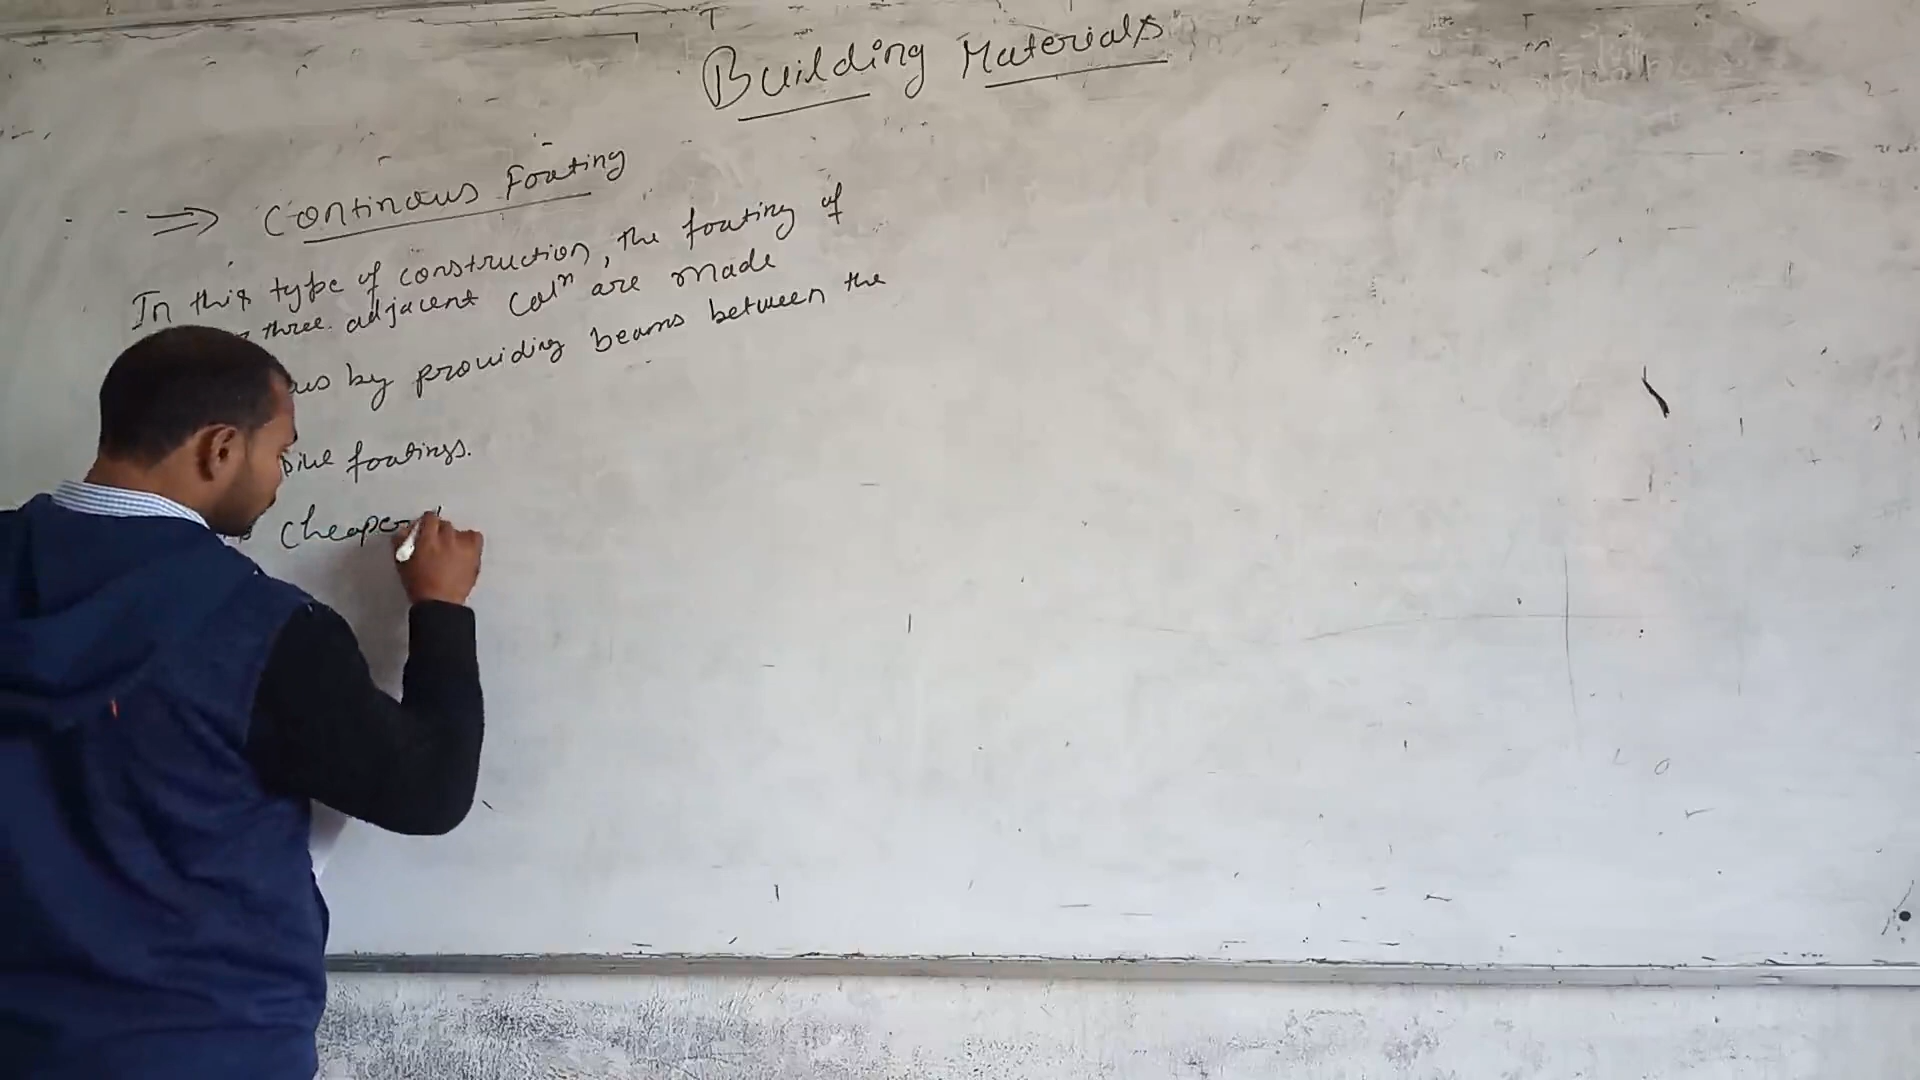 Building Materials
⇒ Continous Footing
In this type of construction, the footing of
three adjacent Colⁿ are made
by providing beams between the
footings.
Cheaper